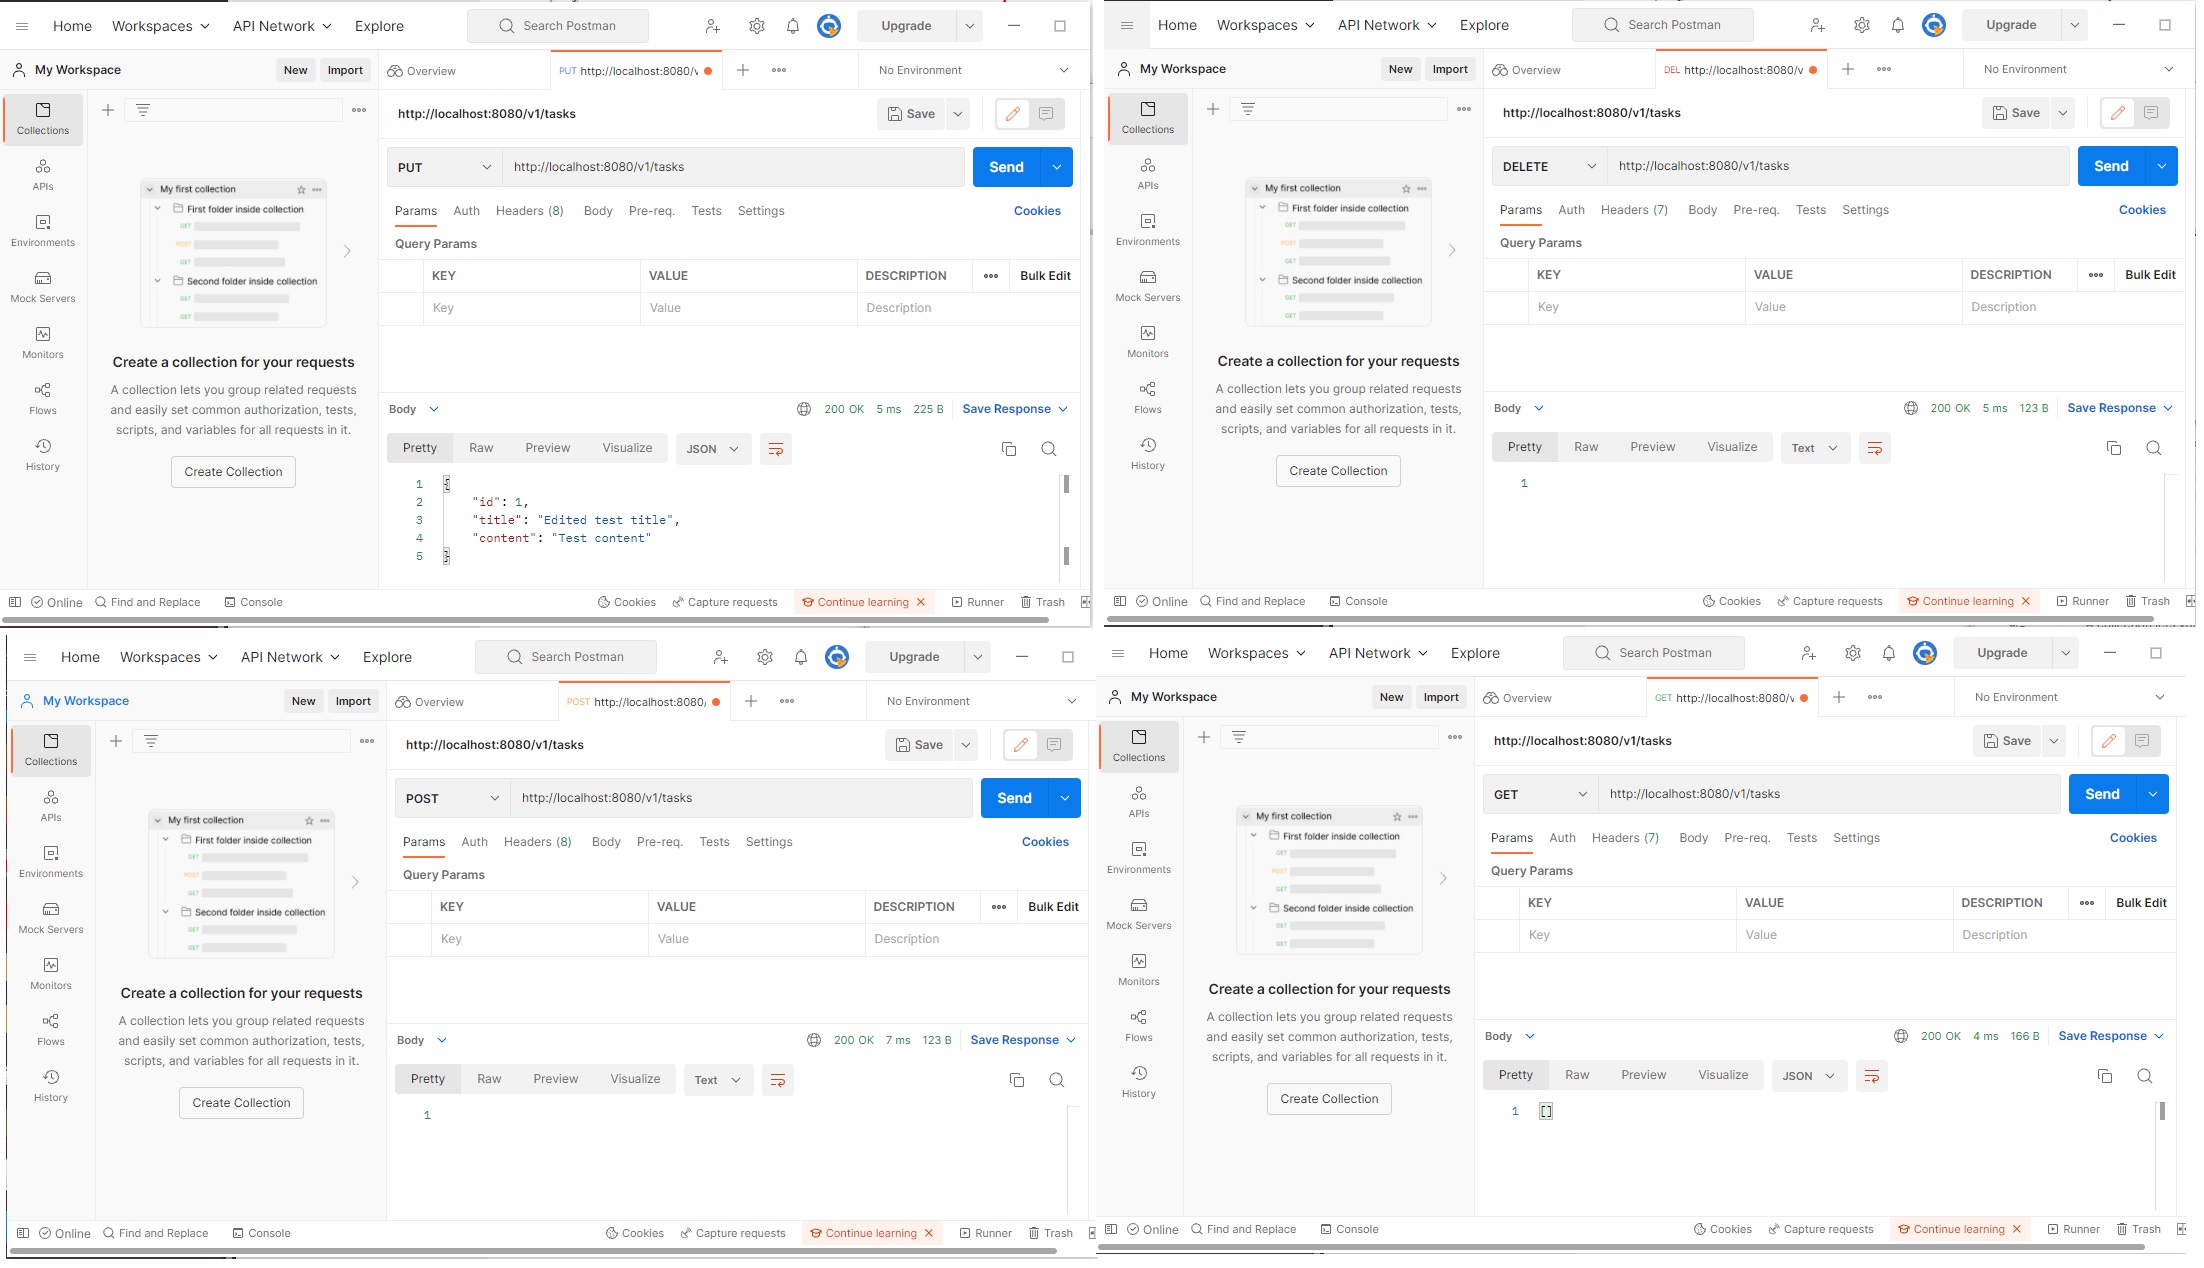 Home Workspaces API Network Explore Search Postman Upgrade
My Workspace New Import Overview PUT http://localhost:8080/v No Environment
Collections
http://localhost:8080/v1/tasks Save
PUT http://localhost:8080/v1/tasks Send
APIs
Params Auth Headers (8) Body Pre-req. Tests Settings Cookies
My first collection
First folder inside collection
GET
POST
GET
Second folder inside collection
GET
GET
Environments
Query Params
KEY VALUE DESCRIPTION Bulk Edit
Key Value Description
Mock Servers
Monitors
Create a collection for your requests
A collection lets you group related requests
and easily set common authorization, tests,
scripts, and variables for all requests in it.
Create Collection
Flows
History
Body 200 OK 5 ms 225 B Save Response
Pretty Raw Preview Visualize JSON
1 {
2 "id": 1,
3 "title": "Edited test title",
4 "content": "Test content"
5 }
Online Find and Replace Console Cookies Capture requests Continue learning Runner Trash
Home Workspaces API Network Explore Search Postman Upgrade
My Workspace New Import Overview DEL http://localhost:8080/v No Environment
Collections
http://localhost:8080/v1/tasks Save
DELETE http://localhost:8080/v1/tasks Send
APIs
Params Auth Headers (7) Body Pre-req. Tests Settings Cookies
My first collection
First folder inside collection
GET
POST
GET
Second folder inside collection
GET
GET
Environments
Query Params
KEY VALUE DESCRIPTION Bulk Edit
Key Value Description
Mock Servers
Monitors
Create a collection for your requests
A collection lets you group related requests
and easily set common authorization, tests,
scripts, and variables for all requests in it.
Create Collection
Flows
History
Body 200 OK 5 ms 123 B Save Response
Pretty Raw Preview Visualize Text
1
Online Find and Replace Console Cookies Capture requests Continue learning Runner Trash
Home Workspaces API Network Explore Search Postman Upgrade
My Workspace New Import Overview POST http://localhost:8080/ No Environment
Collections
http://localhost:8080/v1/tasks Save
POST http://localhost:8080/v1/tasks Send
APIs
Params Auth Headers (8) Body Pre-req. Tests Settings Cookies
My first collection
First folder inside collection
GET
POST
GET
Second folder inside collection
GET
GET
Environments
Query Params
KEY VALUE DESCRIPTION Bulk Edit
Key Value Description
Mock Servers
Monitors
Create a collection for your requests
A collection lets you group related requests
and easily set common authorization, tests,
scripts, and variables for all requests in it.
Create Collection
Flows
History
Body 200 OK 7 ms 123 B Save Response
Pretty Raw Preview Visualize Text
1
Online Find and Replace Console Cookies Capture requests Continue learning Runner Trash
Home Workspaces API Network Explore Search Postman Upgrade
My Workspace New Import Overview GET http://localhost:8080/v No Environment
Collections
http://localhost:8080/v1/tasks Save
GET http://localhost:8080/v1/tasks Send
APIs
Params Auth Headers (7) Body Pre-req. Tests Settings Cookies
My first collection
First folder inside collection
GET
POST
GET
Second folder inside collection
GET
GET
Environments
Query Params
KEY VALUE DESCRIPTION Bulk Edit
Key Value Description
Mock Servers
Monitors
Create a collection for your requests
A collection lets you group related requests
and easily set common authorization, tests,
scripts, and variables for all requests in it.
Create Collection
Flows
History
Body 200 OK 4 ms 166 B Save Response
Pretty Raw Preview Visualize JSON
1 []
Online Find and Replace Console Cookies Capture requests Continue learning Runner Trash